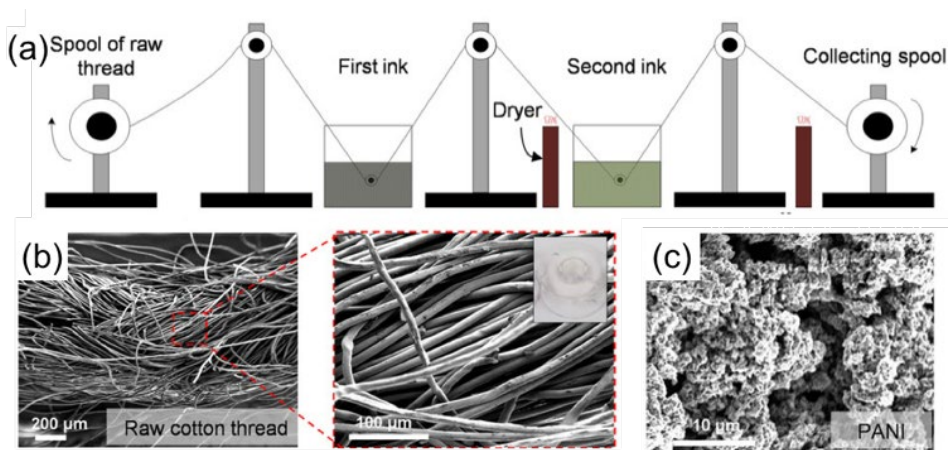 (a)
Spool of raw
thread
First ink
Second ink
Collecting spool
Dryer
(b)
200 μm
Raw cotton thread
100 μm
(c)
10 μm
PANI